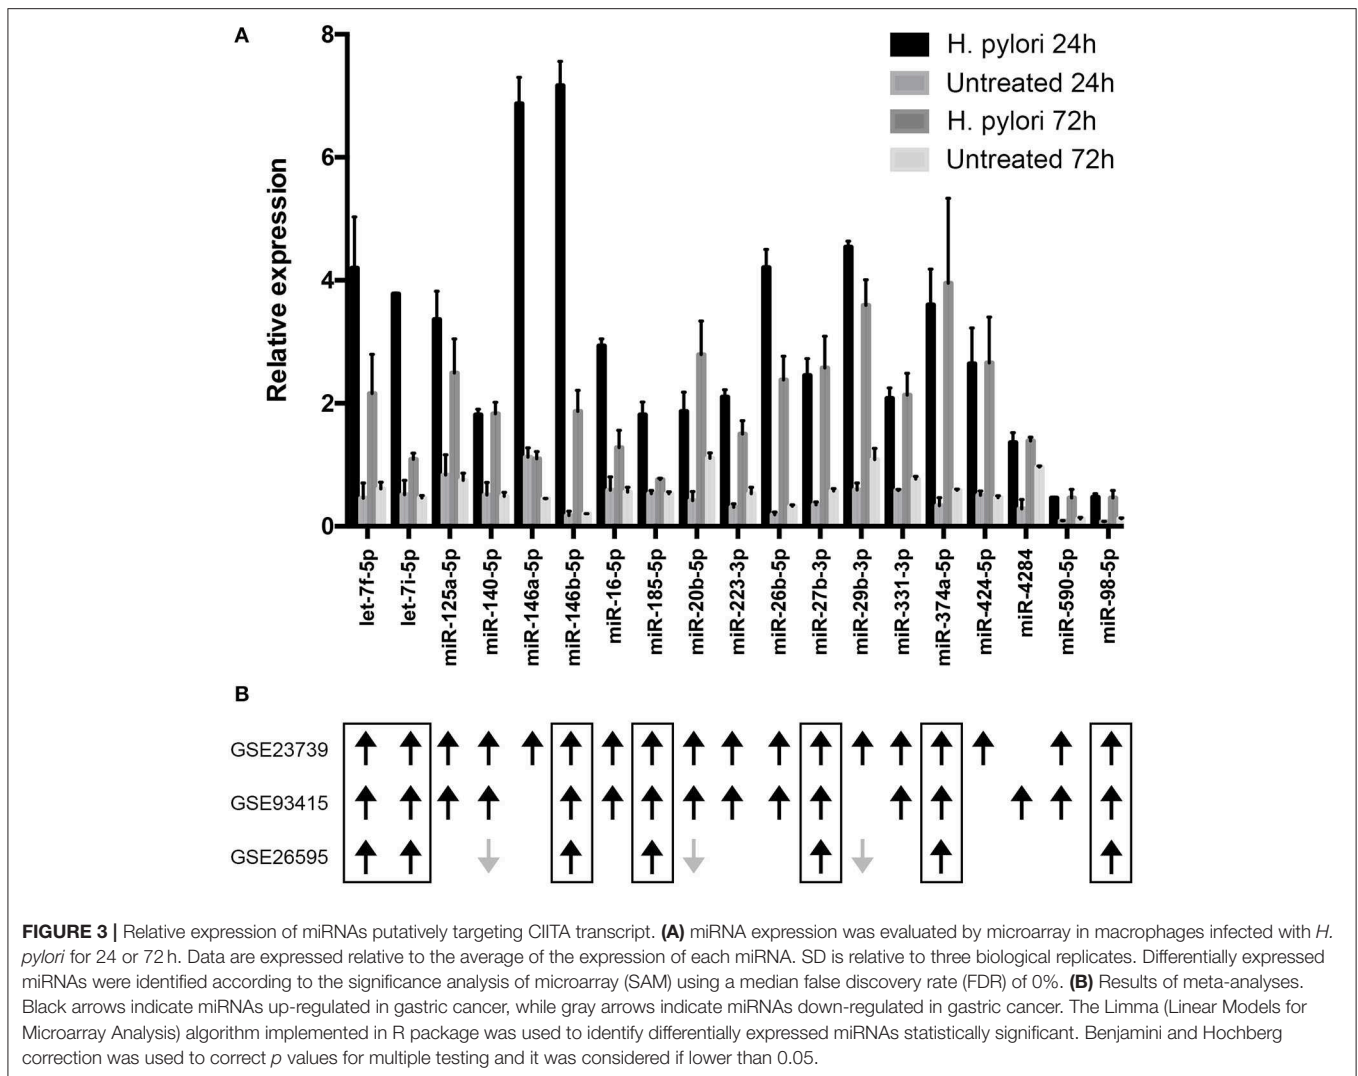 A
8
6
4
2
0
Relative expression
H. pylori 24h
Untreated 24h
H. pylori 72h
Untreated 72h
let-7f-5p
let-7i-5p
miR-125a-5p
miR-140-5p
miR-146a-5p
miR-146b-5p
miR-16-5p
miR-185-5p
miR-20b-5p
miR-223-3p
miR-26b-5p
miR-27b-3p
miR-29b-3p
miR-331-3p
miR-374a-5p
miR-424-5p
miR-4284
miR-590-5p
miR-98-5p
B
GSE23739
GSE93415
GSE26595
FIGURE 3 | Relative expression of miRNAs putatively targeting CIITA transcript. (A) miRNA expression was evaluated by microarray in macrophages infected with H.
pylori for 24 or 72 h. Data are expressed relative to the average of the expression of each miRNA. SD is relative to three biological replicates. Differentially expressed
miRNAs were identified according to the significance analysis of microarray (SAM) using a median false discovery rate (FDR) of 0%. (B) Results of meta-analyses.
Black arrows indicate miRNAs up-regulated in gastric cancer, while gray arrows indicate miRNAs down-regulated in gastric cancer. The Limma (Linear Models for
Microarray Analysis) algorithm implemented in R package was used to identify differentially expressed miRNAs statistically significant. Benjamini and Hochberg
correction was used to correct p values for multiple testing and it was considered if lower than 0.05.